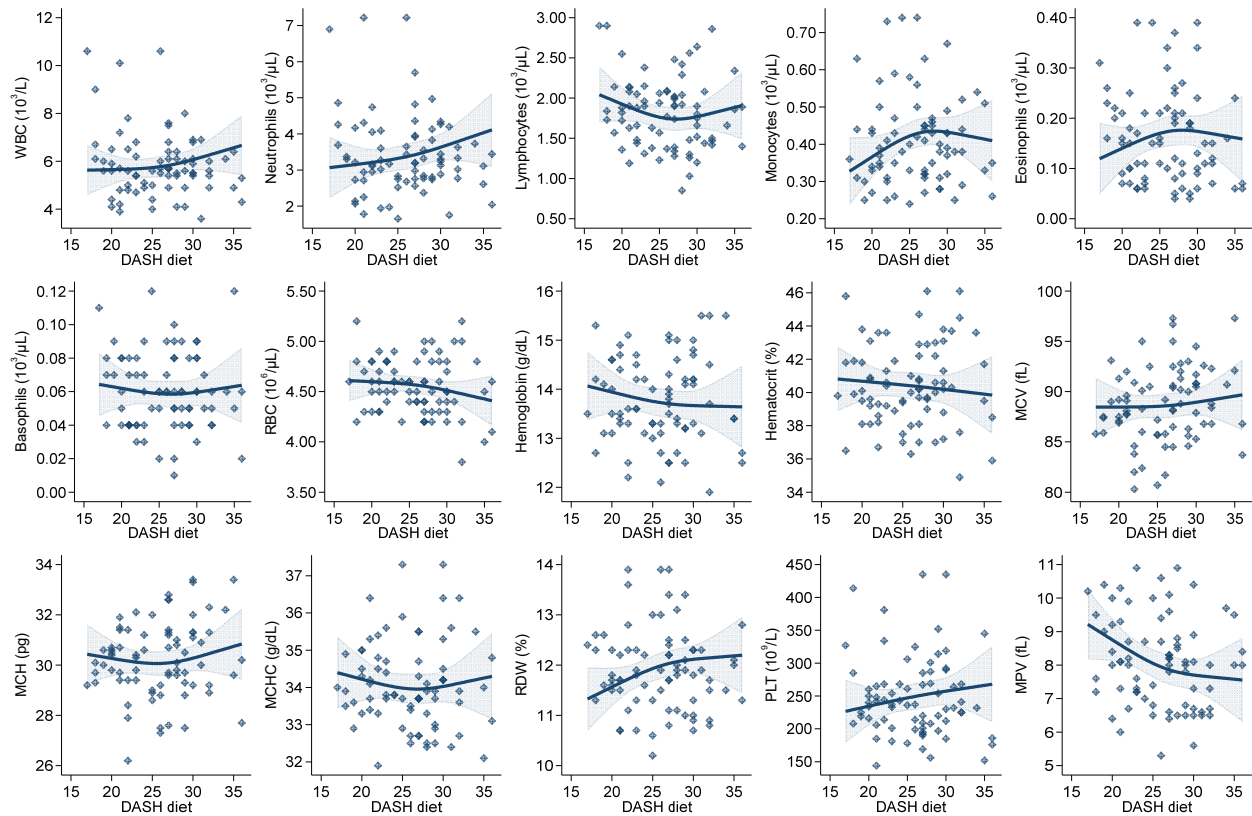 WBC (10³/L)
12
10
8
6
4
15 20 25 30 35
DASH diet
Neutrophils (10³/µL)
7
6
5
4
3
2
15 20 25 30 35
DASH diet
Lymphocytes (10³/µL)
3.00
2.50
2.00
1.50
1.00
0.50
15 20 25 30 35
DASH diet
Monocytes (10³/µL)
0.70
0.60
0.50
0.40
0.30
0.20
15 20 25 30 35
DASH diet
Eosinophils (10³/µL)
0.40
0.30
0.20
0.10
0.00
15 20 25 30 35
DASH diet
Basophils (10³/µL)
0.12
0.10
0.08
0.06
0.04
0.02
0.00
15 20 25 30 35
DASH diet
RBC (10⁶/µL)
5.50
5.00
4.50
4.00
3.50
15 20 25 30 35
DASH diet
Hemoglobin (g/dL)
16
15
14
13
12
15 20 25 30 35
DASH diet
Hematocrit (%)
46
44
42
40
38
36
34
15 20 25 30 35
DASH diet
MCV (fL)
100
95
90
85
80
15 20 25 30 35
DASH diet
MCH (pg)
34
32
30
28
26
15 20 25 30 35
DASH diet
MCHC (g/dL)
37
36
35
34
33
32
15 20 25 30 35
DASH diet
RDW (%)
14
13
12
11
10
15 20 25 30 35
DASH diet
PLT (10⁹/L)
450
400
350
300
250
200
150
15 20 25 30 35
DASH diet
MPV (fL)
11
10
9
8
7
6
5
15 20 25 30 35
DASH diet